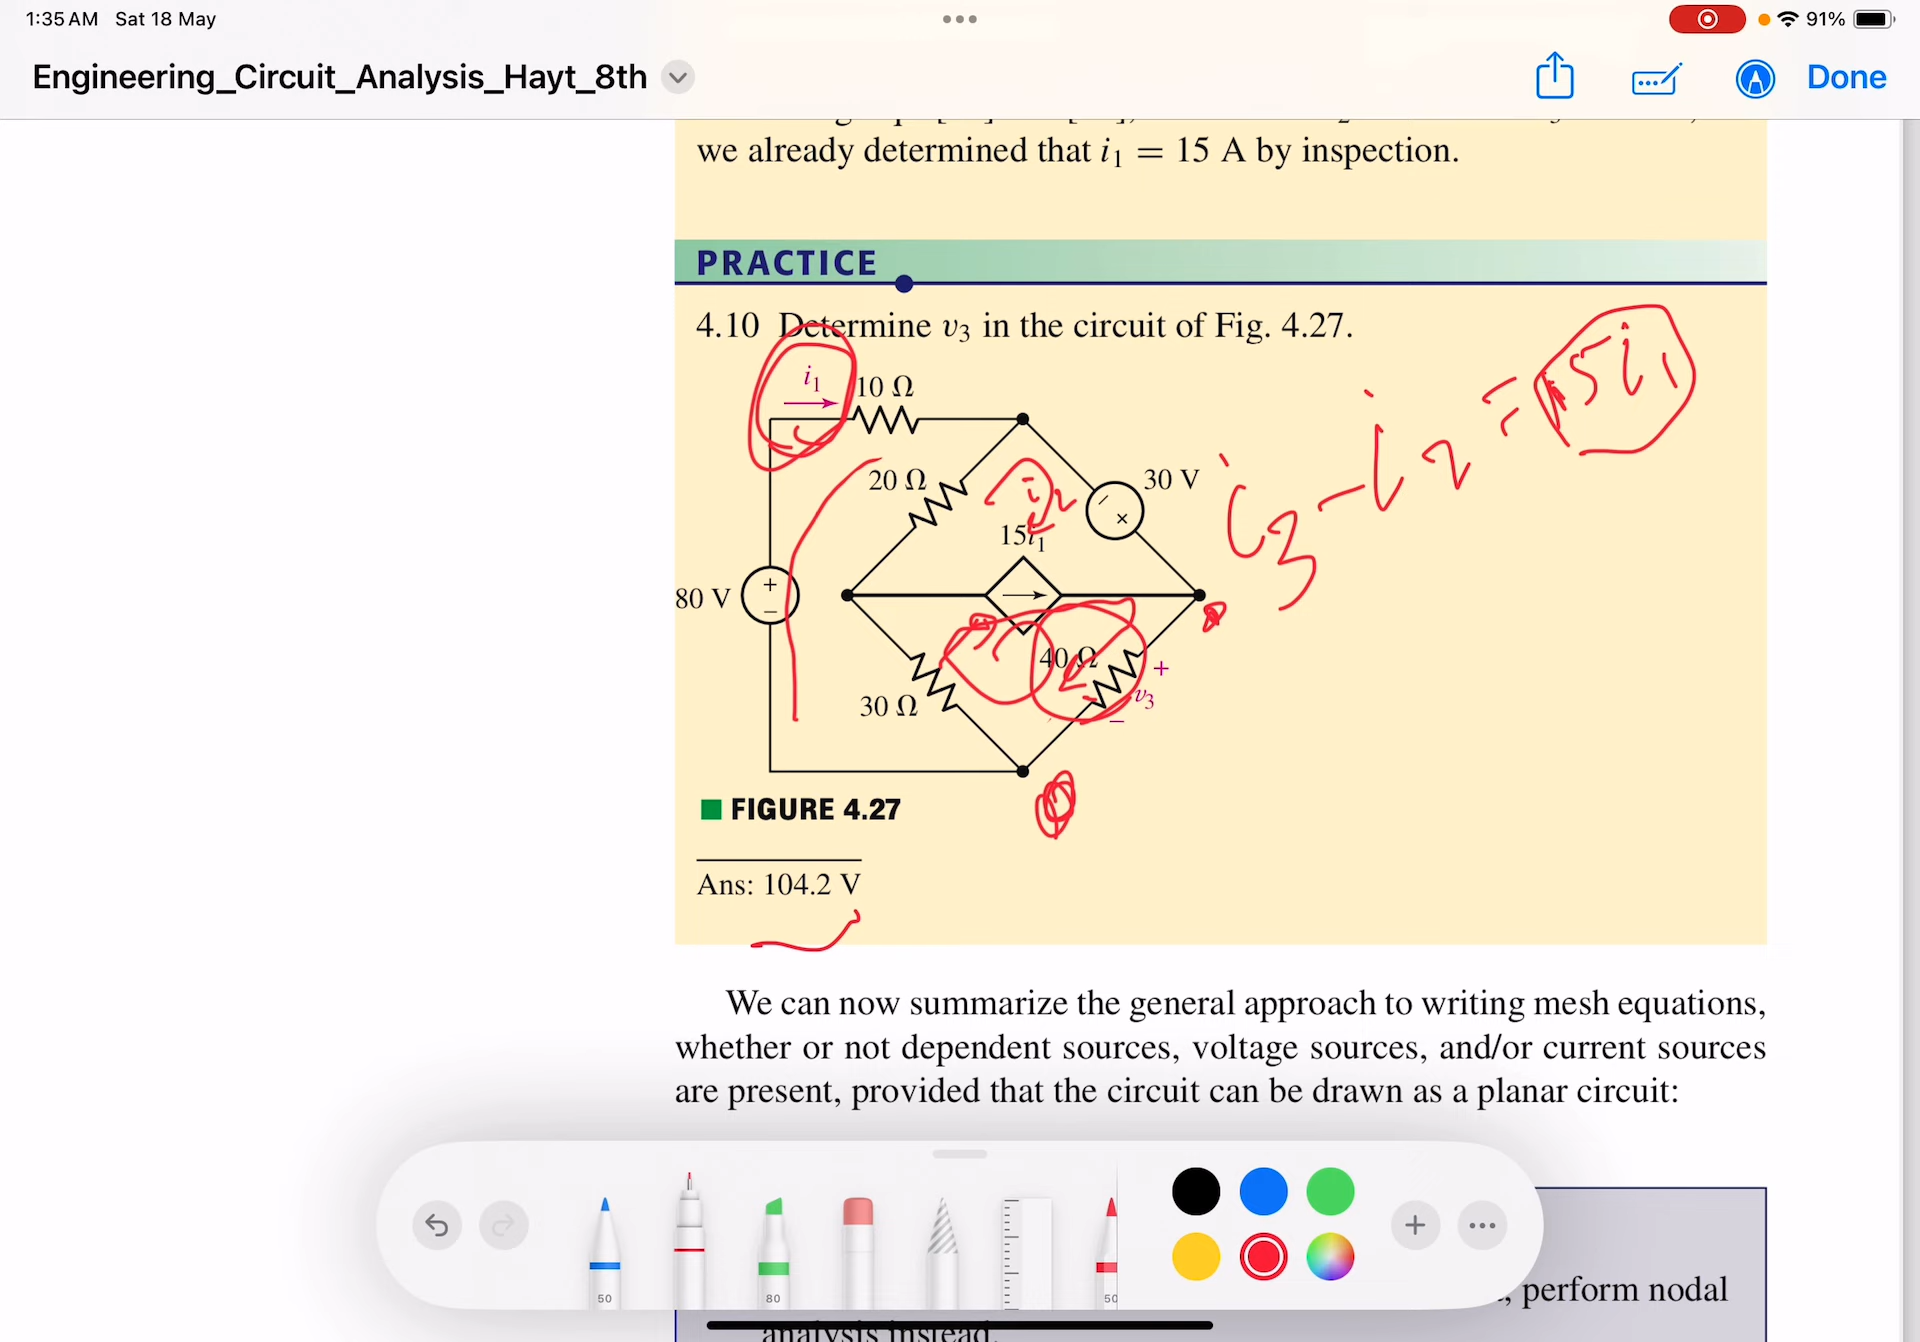 1:35 AM Sat 18 May
91%
Engineering_Circuit_Analysis_Hayt_8th
Done
we already determined that i₁ = 15 A by inspection.
PRACTICE
4.10 Determine v₃ in the circuit of Fig. 4.27.
i₁
10 Ω
20 Ω
i₂
30 V
15i₁
80 V
+
−
40 Ω
+
v₃
−
30 Ω
i₃ - i₂ = 15i₁
FIGURE 4.27
Ans: 104.2 V
We can now summarize the general approach to writing mesh equations,
whether or not dependent sources, voltage sources, and/or current sources
are present, provided that the circuit can be drawn as a planar circuit:
50
80
50
, perform nodal
analysis instead.